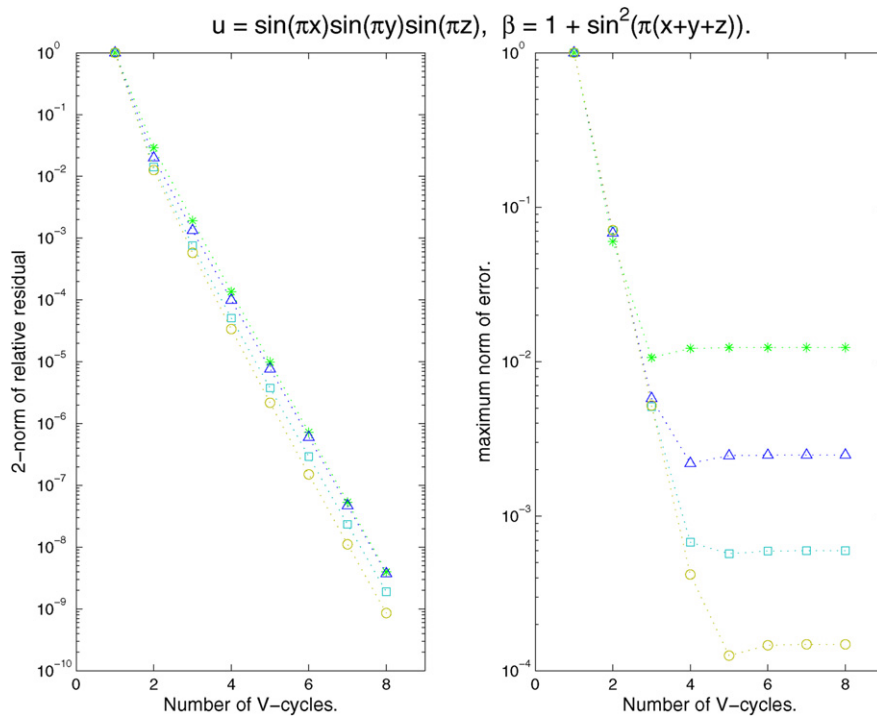 u = sin(πx)sin(πy)sin(πz), β = 1 + sin²(π(x+y+z)).
2−norm of relative residual
10⁰
10⁻¹
10⁻²
10⁻³
10⁻⁴
10⁻⁵
10⁻⁶
10⁻⁷
10⁻⁸
10⁻⁹
10⁻¹⁰
0 2 4 6 8
Number of V−cycles.
maximum norm of error.
10⁰
10⁻¹
10⁻²
10⁻³
10⁻⁴
0 2 4 6 8
Number of V−cycles.